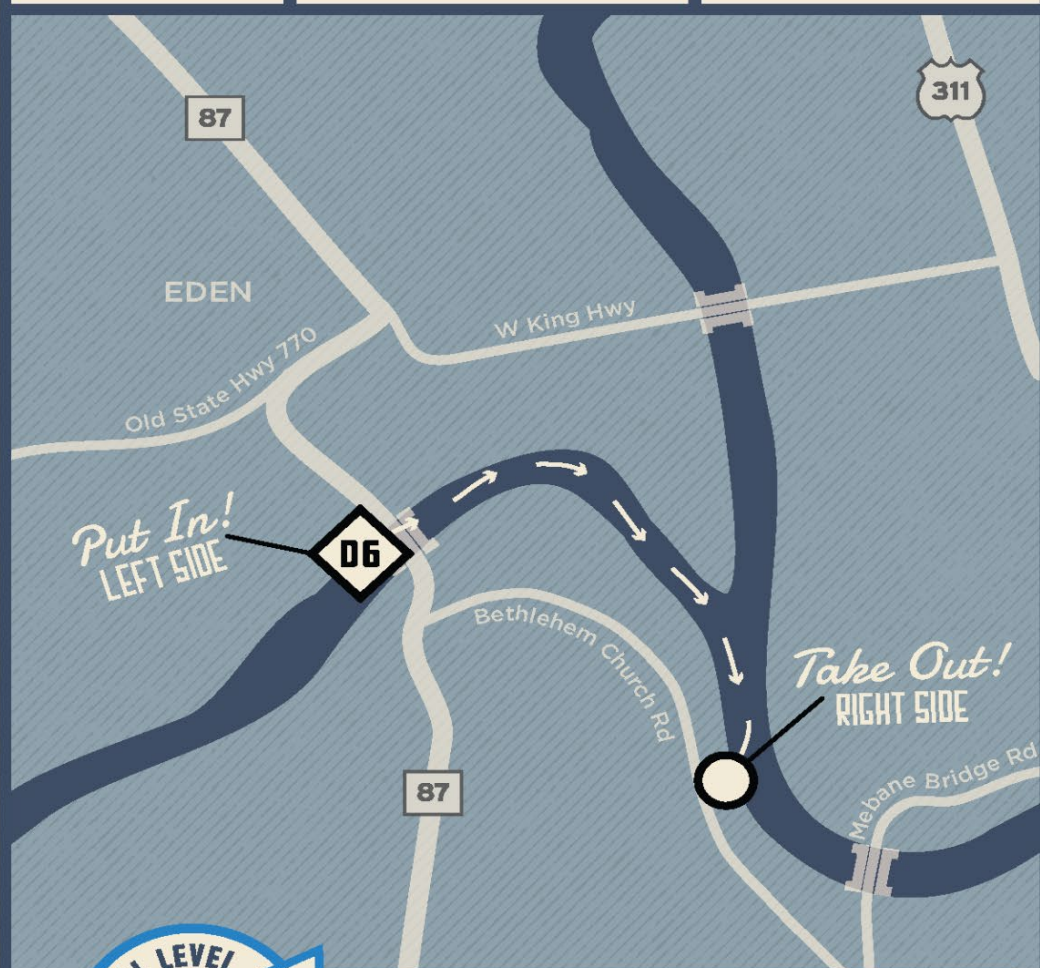 311
87
EDEN
W King Hwy
Old State Hwy 770
Put In!
LEFT SIDE
D6
Bethlehem Church Rd
Take Out!
RIGHT SIDE
Mebane Bridge Rd
87
LEVEL